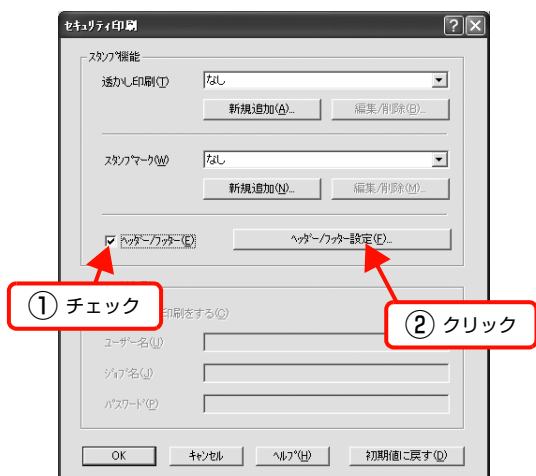 セキュリティ印刷
スタンプ機能
透かし印刷(T) なし
新規追加(A)... 編集/削除(B)...
スタンプマーク(W) なし
新規追加(N)... 編集/削除(M)...
ヘッダー/フッター(E) ヘッダー/フッター設定(F)...
① チェック
印刷をする(C)
② クリック
ユーザー名(U)
ジョブ名(J)
パスワード(P)
OK キャンセル ヘルプ(H) 初期値に戻す(D)